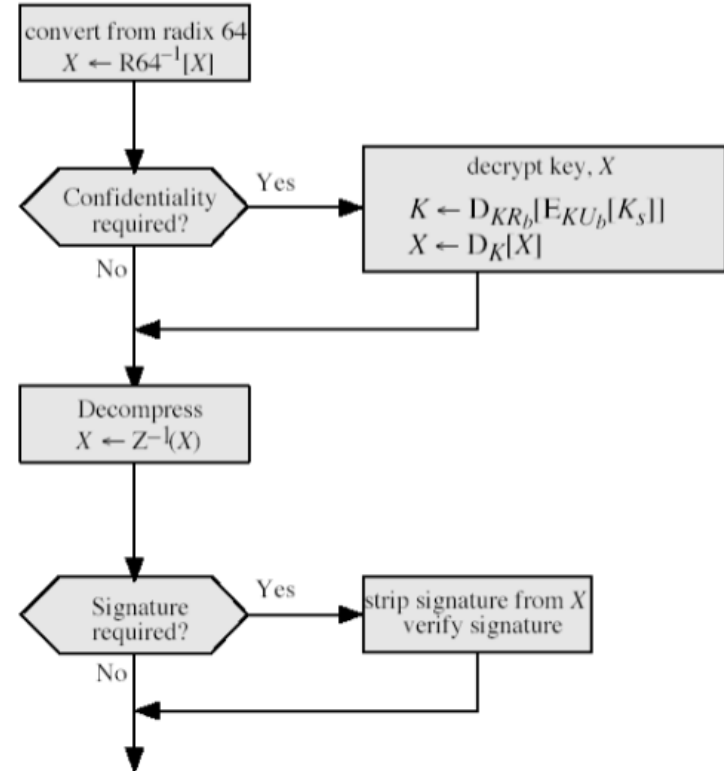 convert from radix 64
X ← R64⁻¹[X]
Confidentiality
required?
Yes
No
decrypt key, X
K ← D_{KR_b}[E_{KU_b}[K_s]]
X ← D_K[X]
Decompress
X ← Z⁻¹(X)
Signature
required?
Yes
No
strip signature from X
verify signature